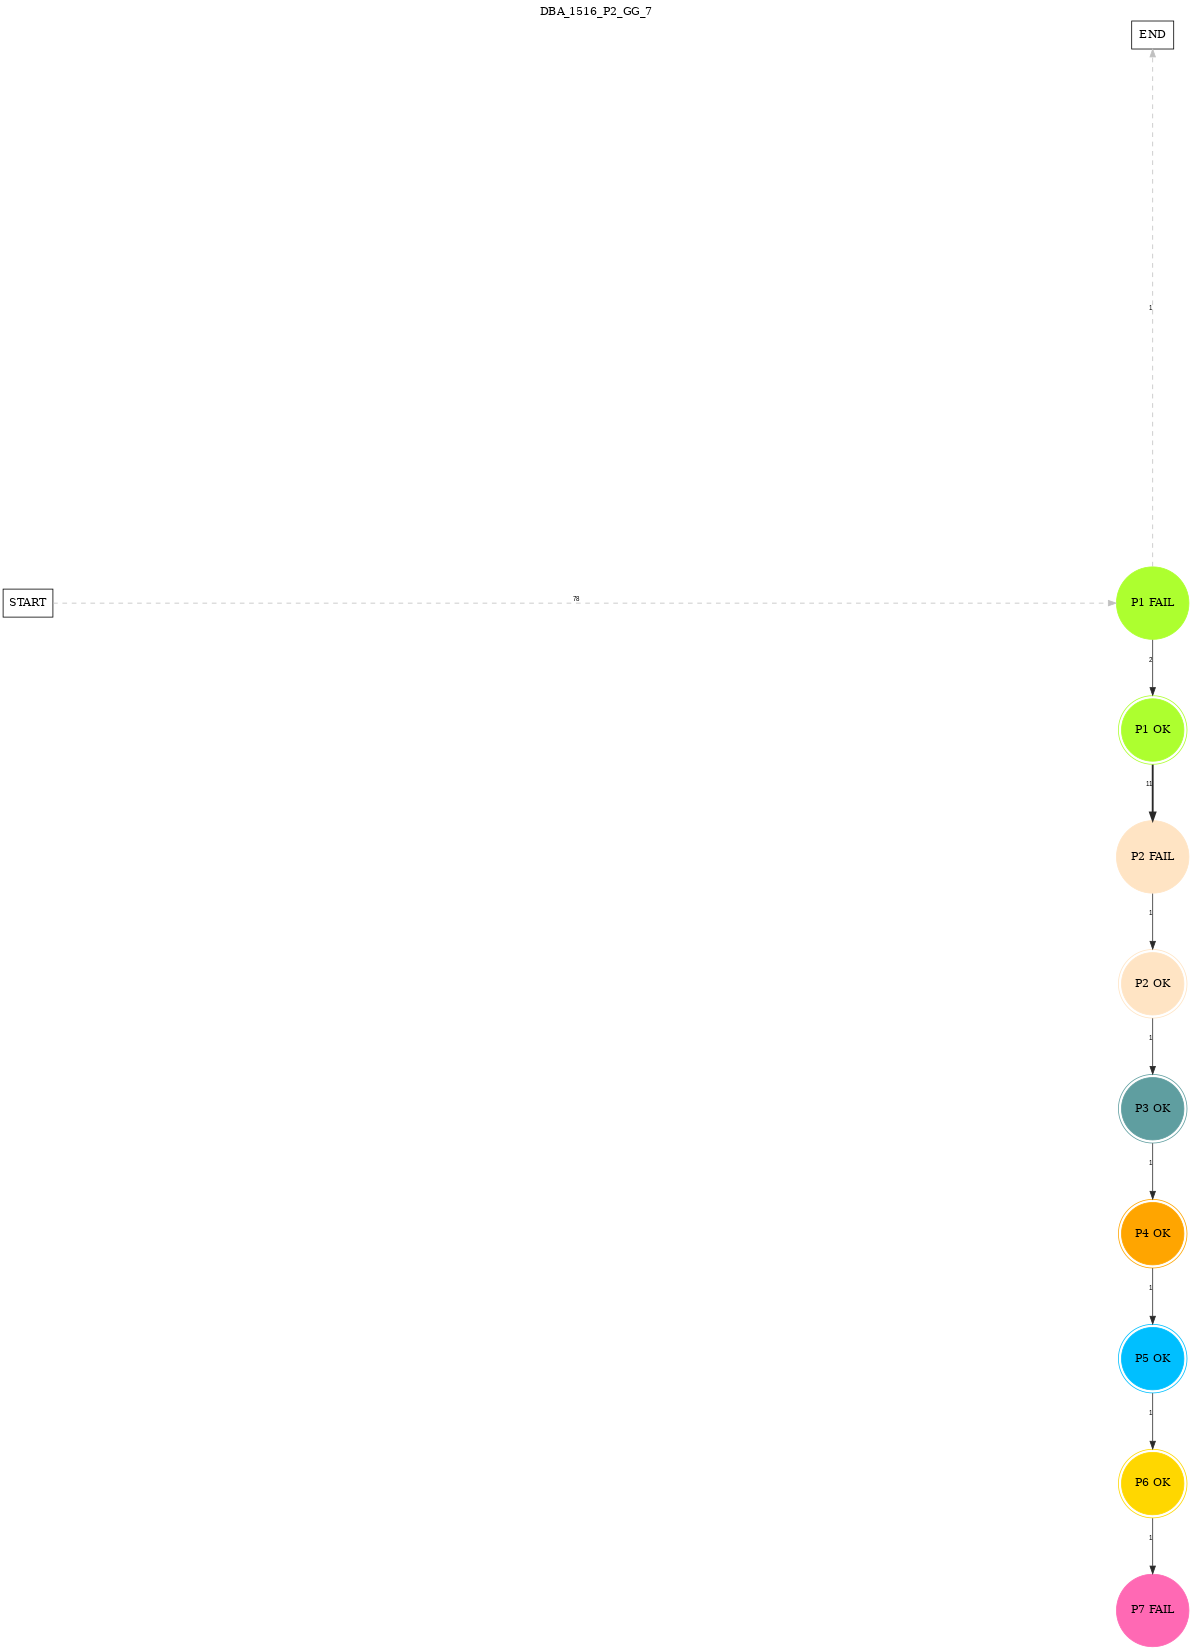 DBA_1516_P2_GG_7
END
1
START
78
P1 FAIL
2
P1 OK
11
P2 FAIL
1
P2 OK
1
P3 OK
1
P4 OK
1
P5 OK
1
P6 OK
1
P7 FAIL